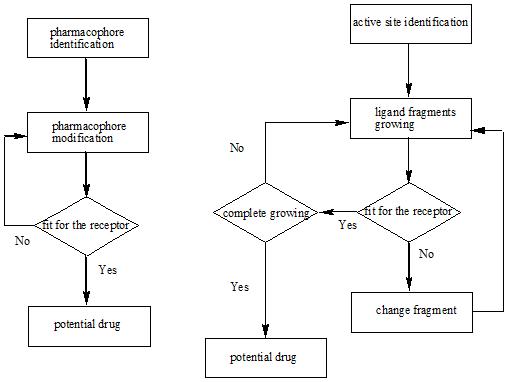 pharmacophore
identification
pharmacophore
modification
fit for the receptor
No
Yes
potential drug
active site identification
ligand fragments
growing
No
complete growing
Yes
fit for the receptor
No
Yes
change fragment
potential drug